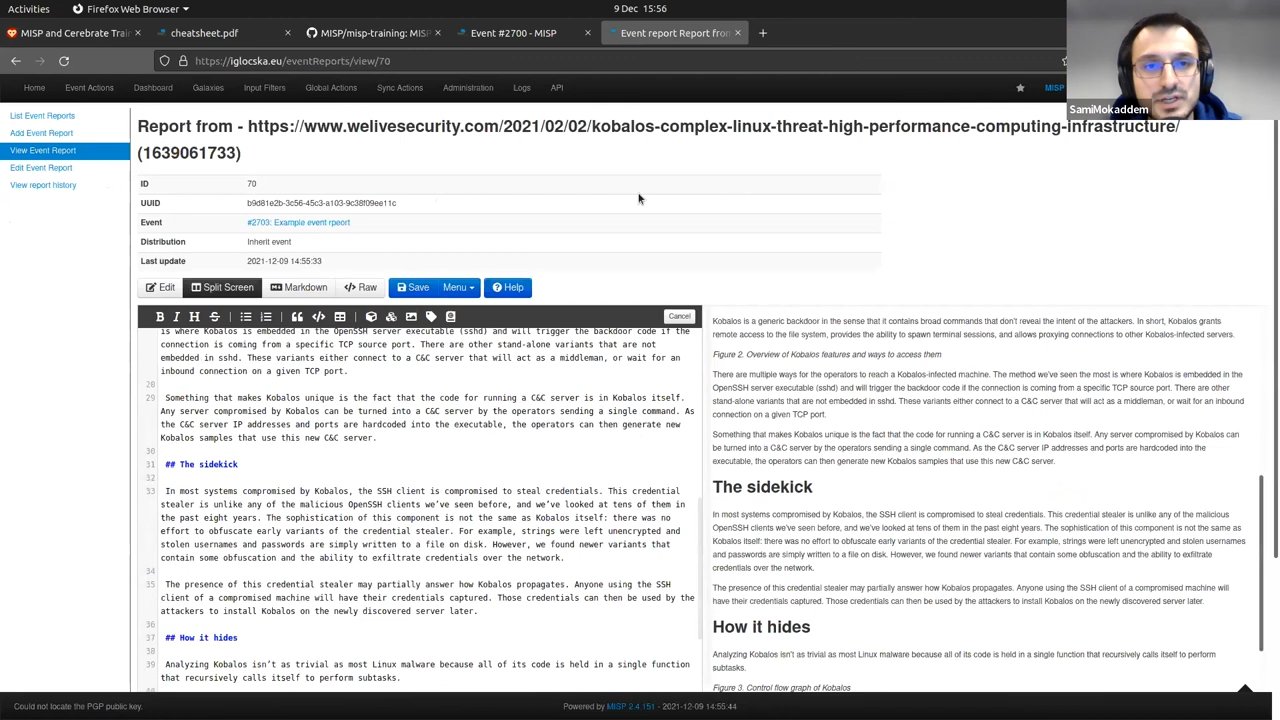 Activities
Firefox Web Browser
9 Dec 15:56
MISP and Cerebrate Trai
cheatsheet.pdf
MISP/misp-training: MIS
Event #2700 - MISP
Event report Report from
https://iglocska.eu/eventReports/view/70
Home Event Actions Dashboard Galaxies Input Filters Global Actions Sync Actions Administration Logs API
MISP
SamiMokaddem
List Event Reports
Add Event Report
View Event Report
Edit Event Report
View report history
Report from - https://www.welivesecurity.com/2021/02/02/kobalos-complex-linux-threat-high-performance-computing-infrastructure/
(1639061733)
ID 70
UUID b9d81e2b-3c56-45c3-a103-9c38f09ee11c
Event #2703: Example event rpeort
Distribution Inherit event
Last update 2021-12-09 14:55:33
Edit Split Screen Markdown Raw Save Menu Help
B I H S
Cancel
is where Kobalos is embedded in the OpenSSH server executable (sshd) and will trigger the backdoor code if the
connection is coming from a specific TCP source port. There are other stand-alone variants that are not
embedded in sshd. These variants either connect to a C&C server that will act as a middleman, or wait for an
inbound connection on a given TCP port.
28
29 Something that makes Kobalos unique is the fact that the code for running a C&C server is in Kobalos itself.
Any server compromised by Kobalos can be turned into a C&C server by the operators sending a single command. As
the C&C server IP addresses and ports are hardcoded into the executable, the operators can then generate new
Kobalos samples that use this new C&C server.
30
31 ## The sidekick
32
33 In most systems compromised by Kobalos, the SSH client is compromised to steal credentials. This credential
stealer is unlike any of the malicious OpenSSH clients we’ve seen before, and we’ve looked at tens of them in
the past eight years. The sophistication of this component is not the same as Kobalos itself: there was no
effort to obfuscate early variants of the credential stealer. For example, strings were left unencrypted and
stolen usernames and passwords are simply written to a file on disk. However, we found newer variants that
contain some obfuscation and the ability to exfiltrate credentials over the network.
34
35 The presence of this credential stealer may partially answer how Kobalos propagates. Anyone using the SSH
client of a compromised machine will have their credentials captured. Those credentials can then be used by the
attackers to install Kobalos on the newly discovered server later.
36
37 ## How it hides
38
39 Analyzing Kobalos isn’t as trivial as most Linux malware because all of its code is held in a single function
that recursively calls itself to perform subtasks.
Kobalos is a generic backdoor in the sense that it contains broad commands that don’t reveal the intent of the attackers. In short, Kobalos grants
remote access to the file system, provides the ability to spawn terminal sessions, and allows proxying connections to other Kobalos-infected servers.
Figure 2. Overview of Kobalos features and ways to access them
There are multiple ways for the operators to reach a Kobalos-infected machine. The method we’ve seen the most is where Kobalos is embedded in the
OpenSSH server executable (sshd) and will trigger the backdoor code if the connection is coming from a specific TCP source port. There are other
stand-alone variants that are not embedded in sshd. These variants either connect to a C&C server that will act as a middleman, or wait for an inbound
connection on a given TCP port.
Something that makes Kobalos unique is the fact that the code for running a C&C server is in Kobalos itself. Any server compromised by Kobalos can
be turned into a C&C server by the operators sending a single command. As the C&C server IP addresses and ports are hardcoded into the
executable, the operators can then generate new Kobalos samples that use this new C&C server.
The sidekick
In most systems compromised by Kobalos, the SSH client is compromised to steal credentials. This credential stealer is unlike any of the malicious
OpenSSH clients we’ve seen before, and we’ve looked at tens of them in the past eight years. The sophistication of this component is not the same as
Kobalos itself: there was no effort to obfuscate early variants of the credential stealer. For example, strings were left unencrypted and stolen usernames
and passwords are simply written to a file on disk. However, we found newer variants that contain some obfuscation and the ability to exfiltrate
credentials over the network.
The presence of this credential stealer may partially answer how Kobalos propagates. Anyone using the SSH client of a compromised machine will
have their credentials captured. Those credentials can then be used by the attackers to install Kobalos on the newly discovered server later.
How it hides
Analyzing Kobalos isn’t as trivial as most Linux malware because all of its code is held in a single function that recursively calls itself to perform
subtasks.
Figure 3. Control flow graph of Kobalos
Could not locate the PGP public key.
Powered by MISP 2.4.151 - 2021-12-09 14:55:44